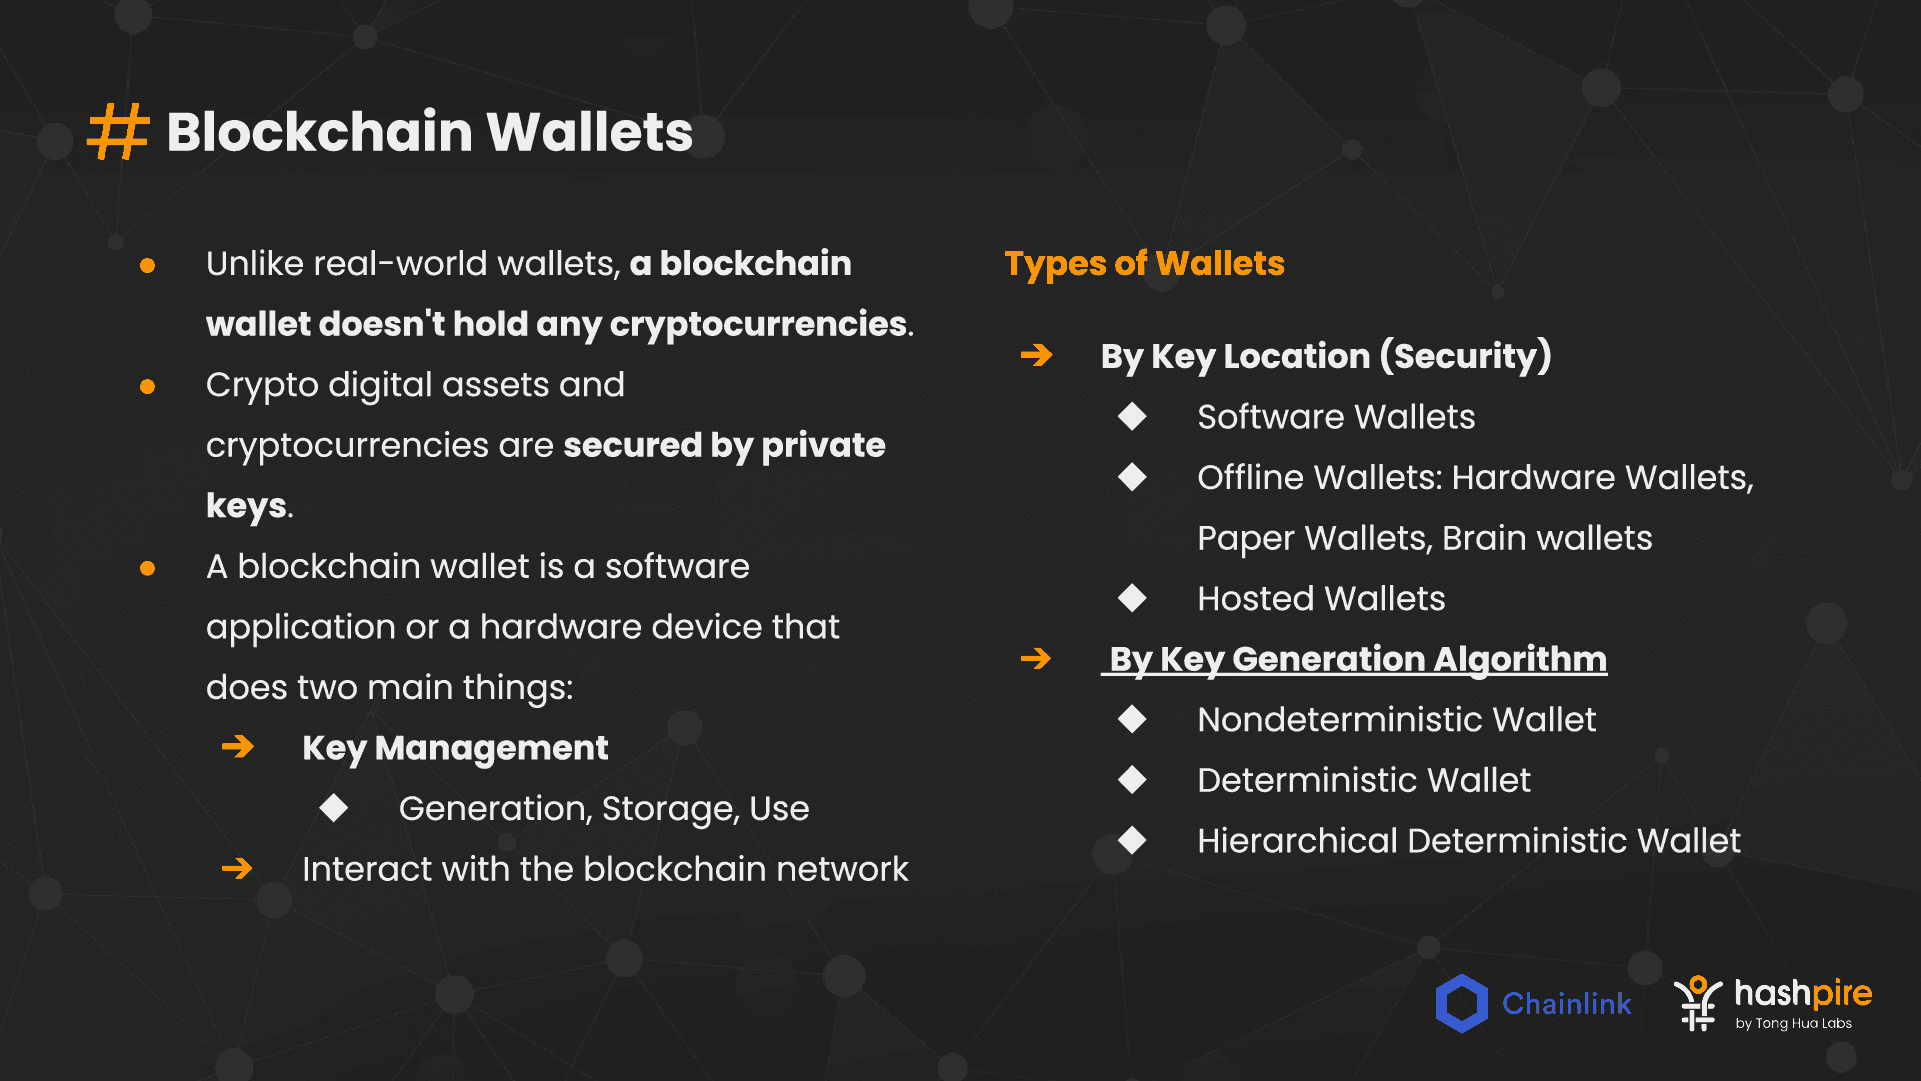 # Blockchain Wallets
● Unlike real-world wallets, a blockchain
wallet doesn't hold any cryptocurrencies.
● Crypto digital assets and
cryptocurrencies are secured by private
keys.
● A blockchain wallet is a software
application or a hardware device that
does two main things:
➔ Key Management
◆ Generation, Storage, Use
➔ Interact with the blockchain network
Types of Wallets
➔ By Key Location (Security)
◆ Software Wallets
◆ Offline Wallets: Hardware Wallets,
Paper Wallets, Brain wallets
◆ Hosted Wallets
➔ By Key Generation Algorithm
◆ Nondeterministic Wallet
◆ Deterministic Wallet
◆ Hierarchical Deterministic Wallet
Chainlink
hashpire
by Tong Hua Labs